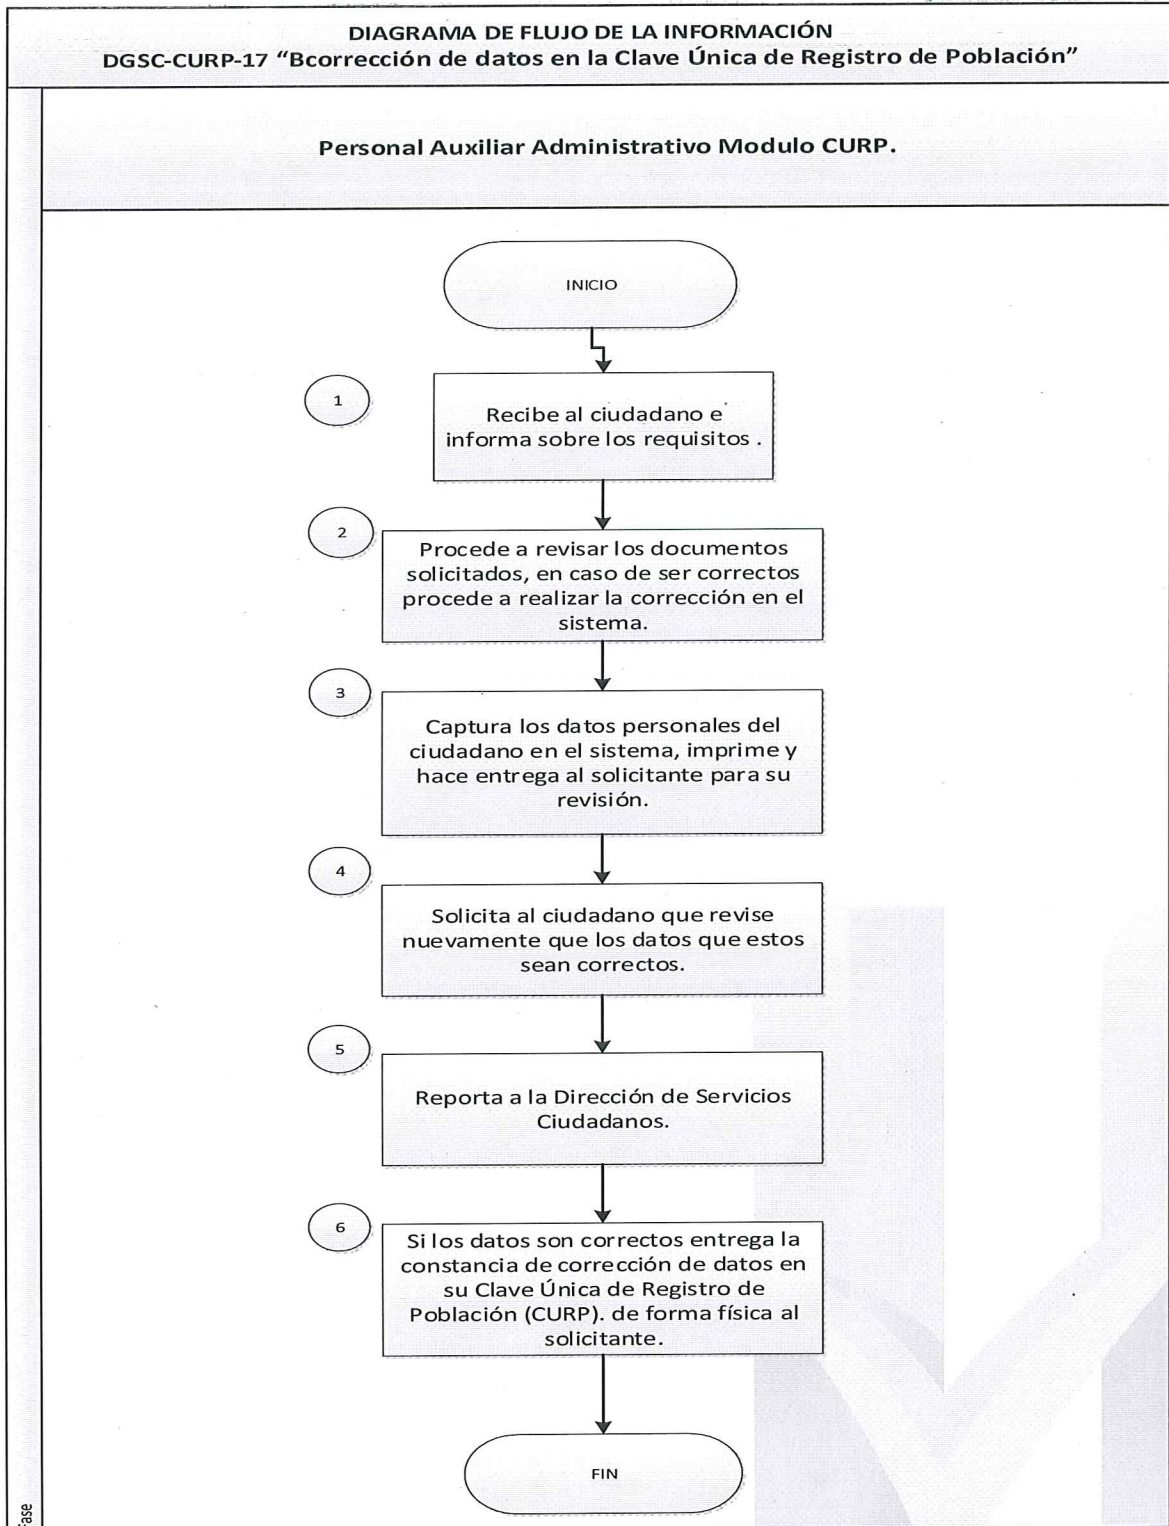 DIAGRAMA DE FLUJO DE LA INFORMACIÓN
DGSC-CURP-17 “Bcorrección de datos en la Clave Única de Registro de Población”
Personal Auxiliar Administrativo Modulo CURP.
INICIO
1
Recibe al ciudadano e
informa sobre los requisitos .
2
Procede a revisar los documentos
solicitados, en caso de ser correctos
procede a realizar la corrección en el
sistema.
3
Captura los datos personales del
ciudadano en el sistema, imprime y
hace entrega al solicitante para su
revisión.
4
Solicita al ciudadano que revise
nuevamente que los datos que estos
sean correctos.
5
Reporta a la Dirección de Servicios
Ciudadanos.
6
Si los datos son correctos entrega la
constancia de corrección de datos en
su Clave Única de Registro de
Población (CURP). de forma física al
solicitante.
FIN
Fase